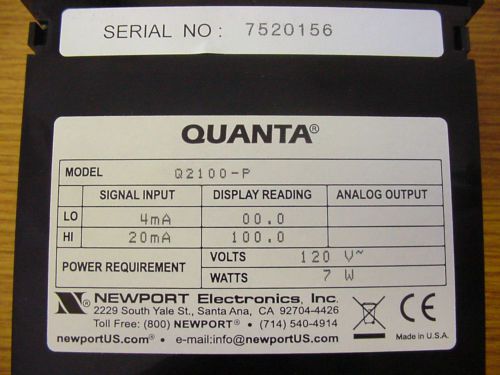 SERIAL NO: 7520156
QUANTA®
MODEL Q2100-P
SIGNAL INPUT DISPLAY READING ANALOG OUTPUT
LO 4mA 00.0
HI 20mA 100.0
POWER REQUIREMENT VOLTS 120 V~
WATTS 7 W
N® NEWPORT Electronics, Inc.
2229 South Yale St., Santa Ana, CA 92704-4426
Toll Free: (800) NEWPORT® • (714) 540-4914
newportUS.com® • e-mail:info@newportUS.com
CE
Made in U.S.A.